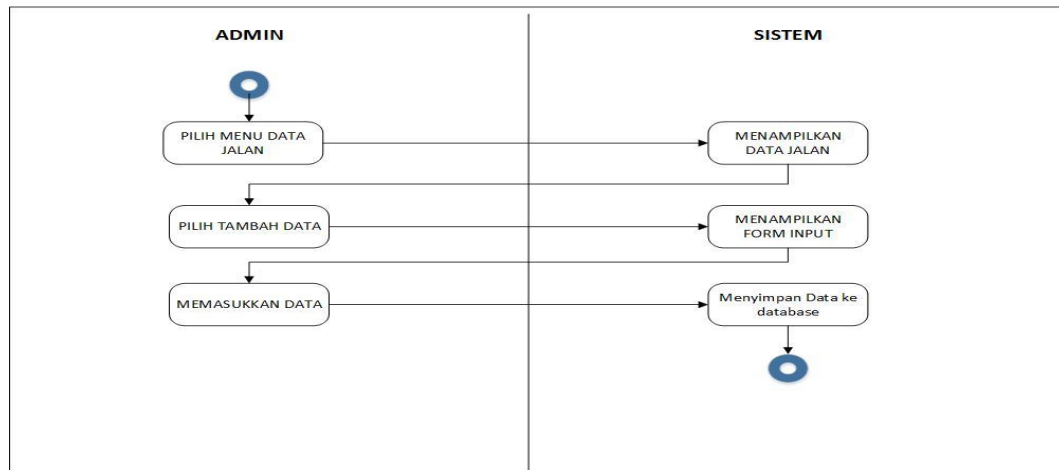 ADMIN
SISTEM
PILIH MENU DATA
JALAN
MENAMPILKAN
DATA JALAN
PILIH TAMBAH DATA
MENAMPILKAN
FORM INPUT
MEMASUKKAN DATA
Menyimpan Data ke
database